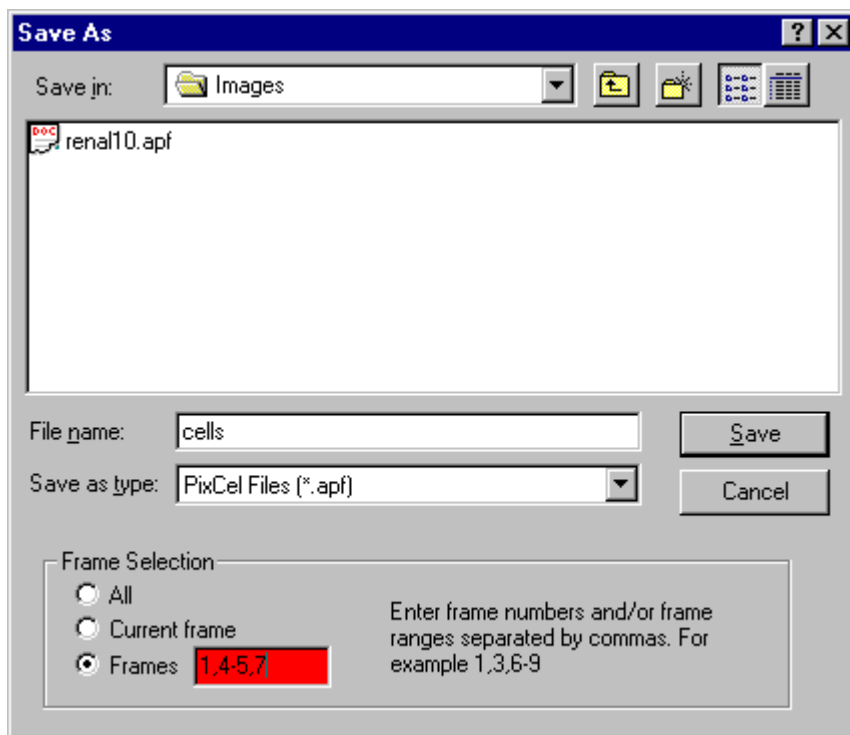 Save As
Save in: Images
DOC
renal10.apf
File name: cells
Save
Save as type: PixCel Files (*.apf)
Cancel
Frame Selection
All
Current frame
Frames 1,4-5,7
Enter frame numbers and/or frame
ranges separated by commas. For
example 1,3,6-9